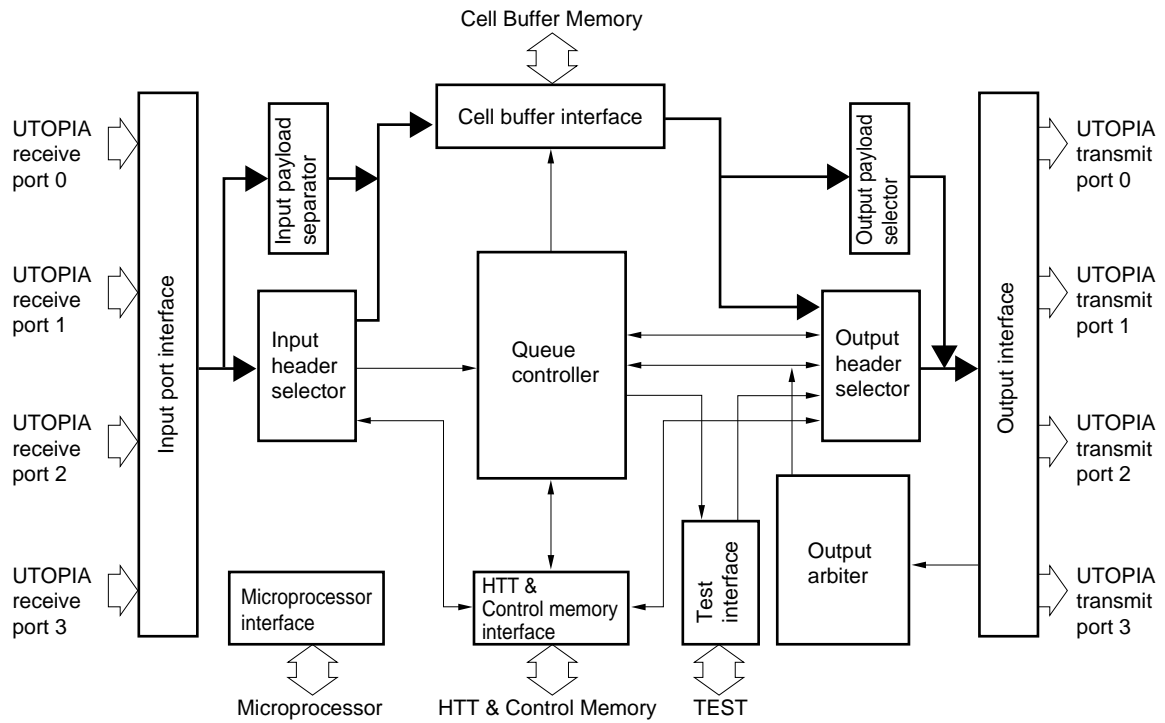 Cell Buffer Memory
UTOPIA
receive
port 0
UTOPIA
receive
port 1
UTOPIA
receive
port 2
UTOPIA
receive
port 3
Input port interface
Input payload
separator
Input
header
selector
Cell buffer interface
Queue
controller
Microprocessor
interface
HTT &
Control memory
interface
Test
interface
Output payload
selector
Output
header
selector
Output
arbiter
Output interface
UTOPIA
transmit
port 0
UTOPIA
transmit
port 1
UTOPIA
transmit
port 2
UTOPIA
transmit
port 3
Microprocessor
HTT & Control Memory
TEST